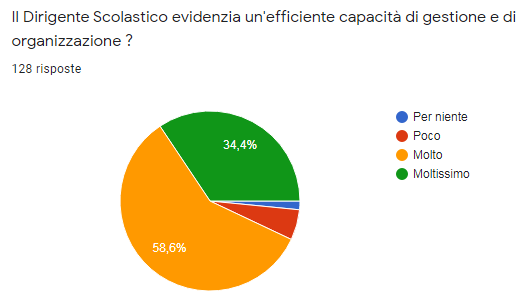 Il Dirigente Scolastico evidenzia un'efficiente capacità di gestione e di
organizzazione ?
128 risposte
Per niente
Poco
Molto
Moltissimo
34,4%
58,6%